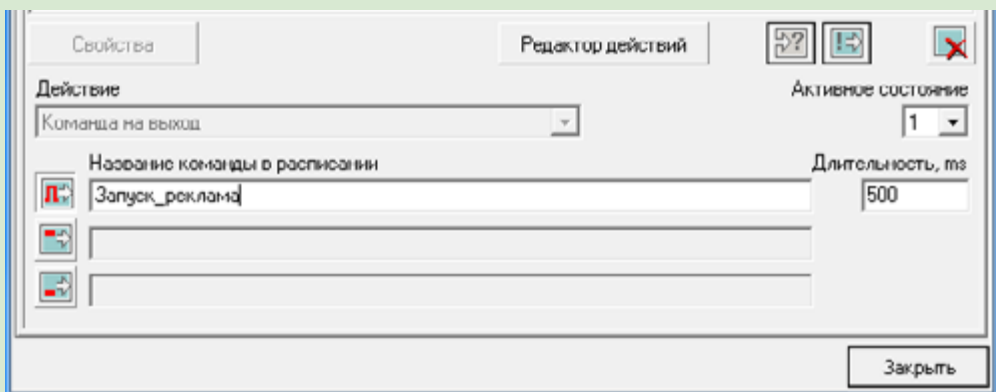 Свойства Редактор действий
Действие Активное состояние
Команда на выход 1
Название команды в расписании Длительность, ms
Запуск_реклама 500
Закрыть